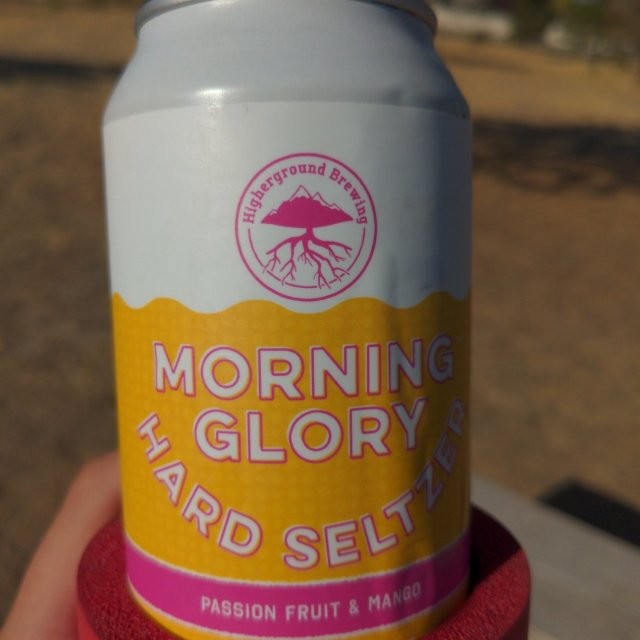 Higherground Brewing
MORNING
GLORY
HARD SELTZER
PASSION FRUIT & MANGO